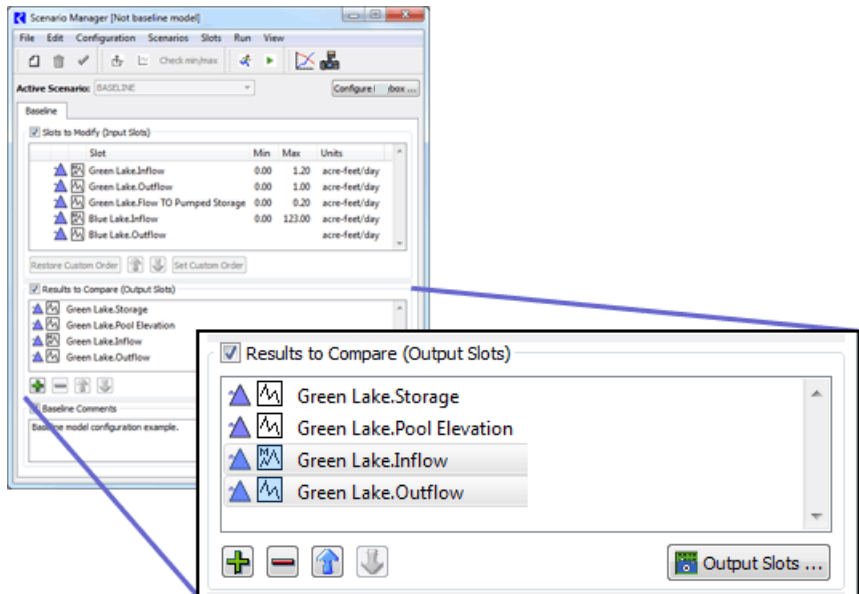 Scenario Manager [Not baseline model]
File Edit Configuration Scenarios Slots Run View
Check min/max
Active Scenario: BASELINE Configure box ...
Baseline
Slots to Modify (Input Slots)
Slot Min Max Units
Green Lake.Inflow 0.00 1.20 acre-feet/day
Green Lake.Outflow 0.00 1.00 acre-feet/day
Green Lake.Flow TO Pumped Storage 0.00 0.20 acre-feet/day
Blue Lake.Inflow 0.00 123.00 acre-feet/day
Blue Lake.Outflow acre-feet/day
Restore Custom Order Set Custom Order
Results to Compare (Output Slots)
Green Lake.Storage
Green Lake.Pool Elevation
Green Lake.Inflow
Green Lake.Outflow
Baseline Comments
Baseline model configuration example.
Results to Compare (Output Slots)
Green Lake.Storage
Green Lake.Pool Elevation
Green Lake.Inflow
Green Lake.Outflow
Output Slots ...